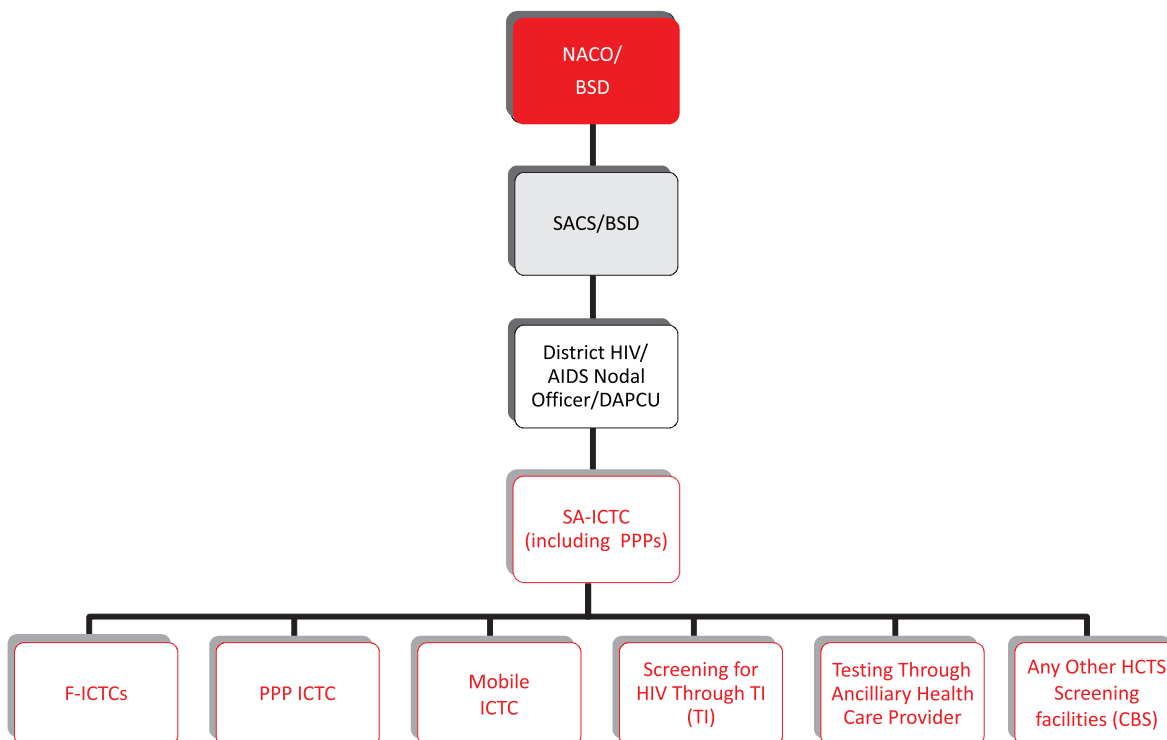 NACO/
BSD
SACS/BSD
District HIV/
AIDS Nodal
Officer/DAPCU
SA-ICTC
(including PPPs)
F-ICTCs
PPP ICTC
Mobile
ICTC
Screening for
HIV Through TI
(TI)
Testing Through
Ancilliary Health
Care Provider
Any Other HCTS
Screening
facilities (CBS)